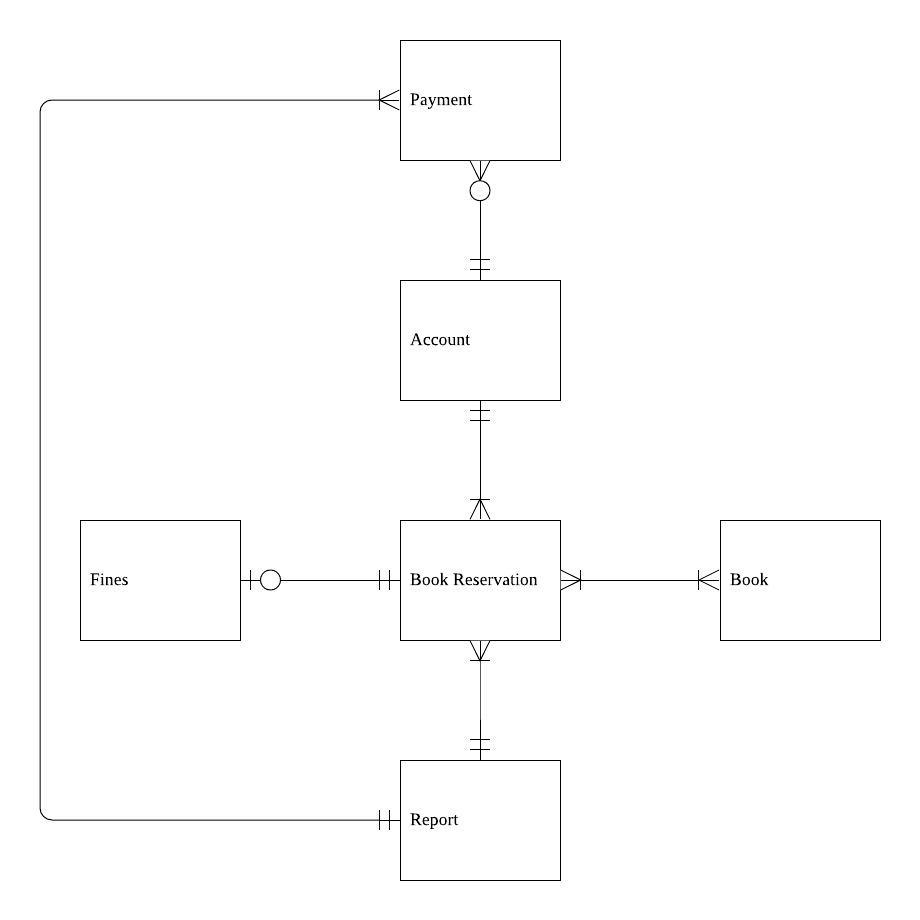 Payment
Account
Fines
Book Reservation
Book
Report